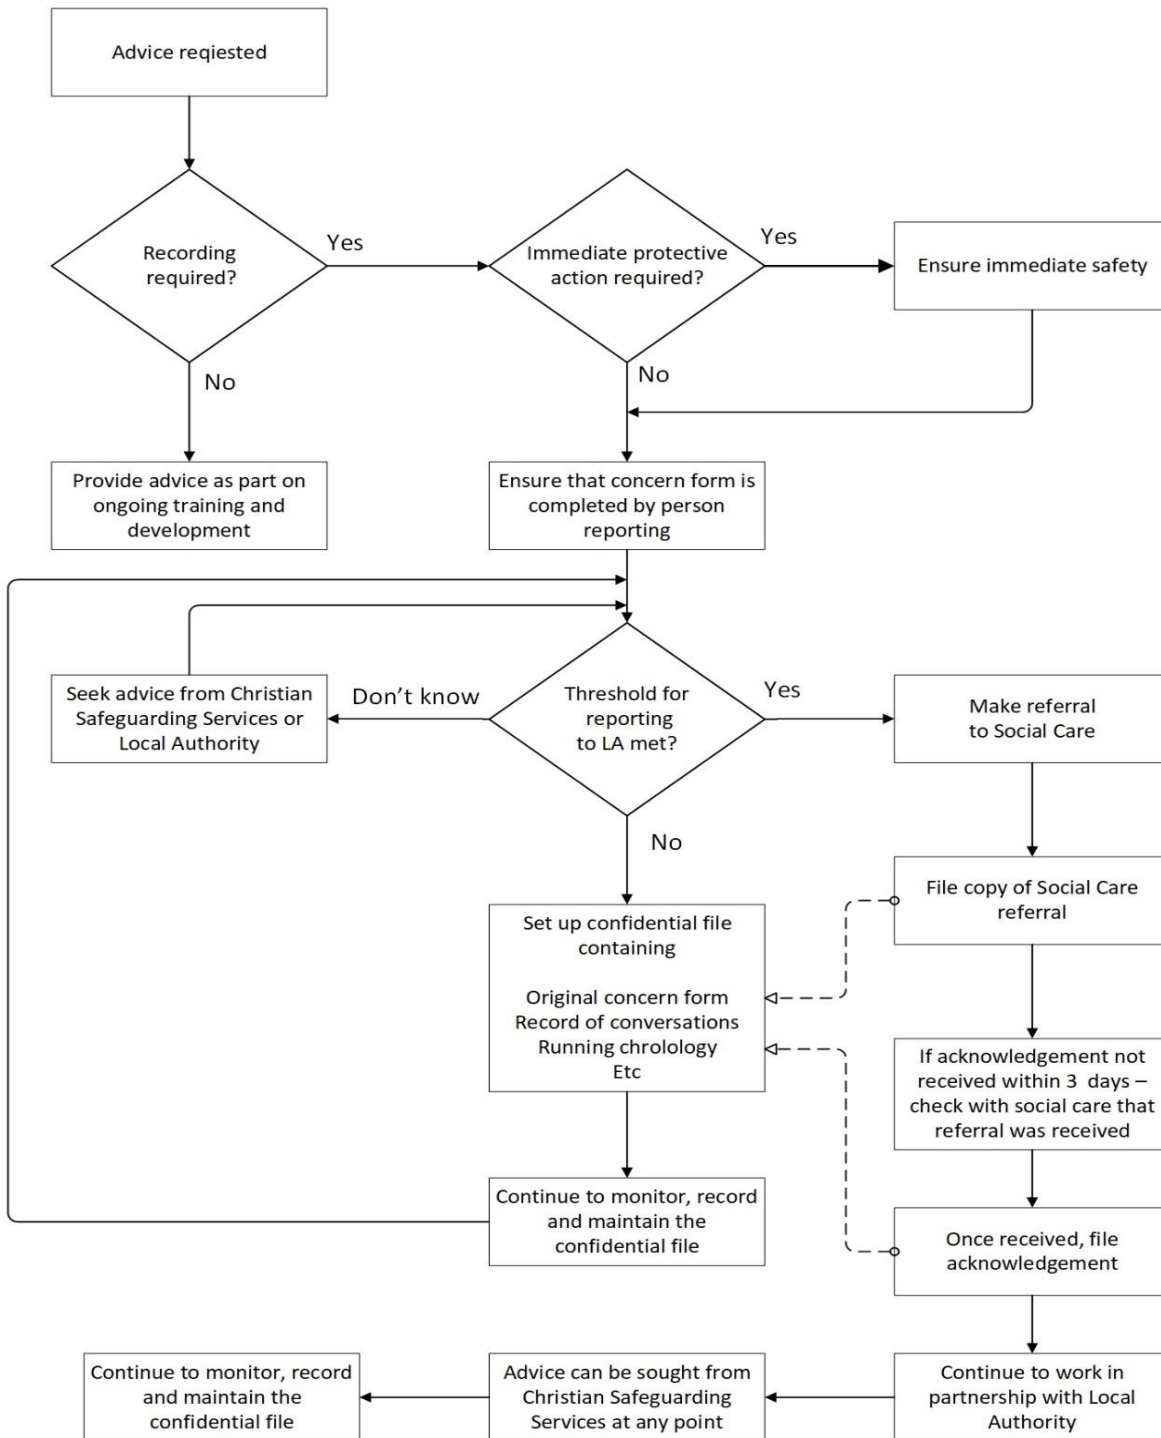 Advice reqiested
Recording
required?
Yes
Immediate protective
action required?
Yes
Ensure immediate safety
No
No
Provide advice as part on
ongoing training and
development
Ensure that concern form is
completed by person
reporting
Seek advice from Christian
Safeguarding Services or
Local Authority
Don’t know
Threshold for
reporting
to LA met?
Yes
Make referral
to Social Care
No
File copy of Social Care
referral
Set up confidential file
containing
Original concern form
Record of conversations
Running chrolology
Etc
If acknowledgement not
received within 3 days –
check with social care that
referral was received
Continue to monitor, record
and maintain the
confidential file
Once received, file
acknowledgement
Continue to monitor, record
and maintain the
confidential file
Advice can be sought from
Christian Safeguarding
Services at any point
Continue to work in
partnership with Local
Authority